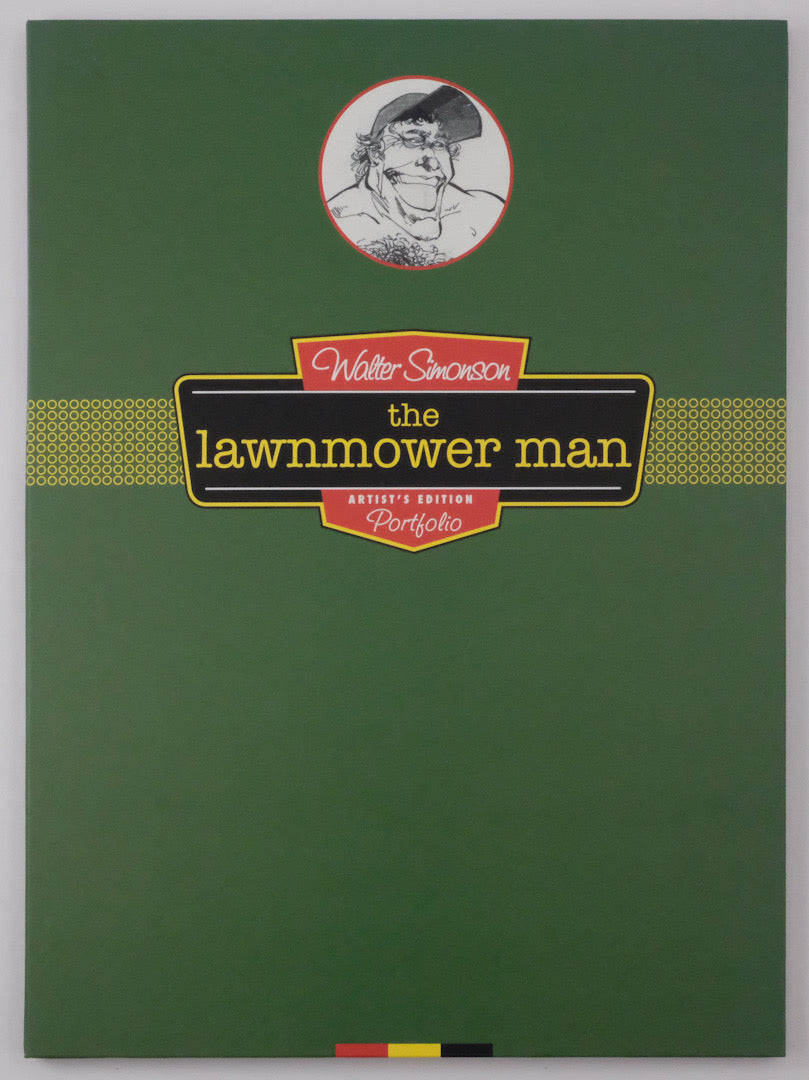 Walter Simonson
the
lawnmower man
ARTIST'S EDITION
Portfolio